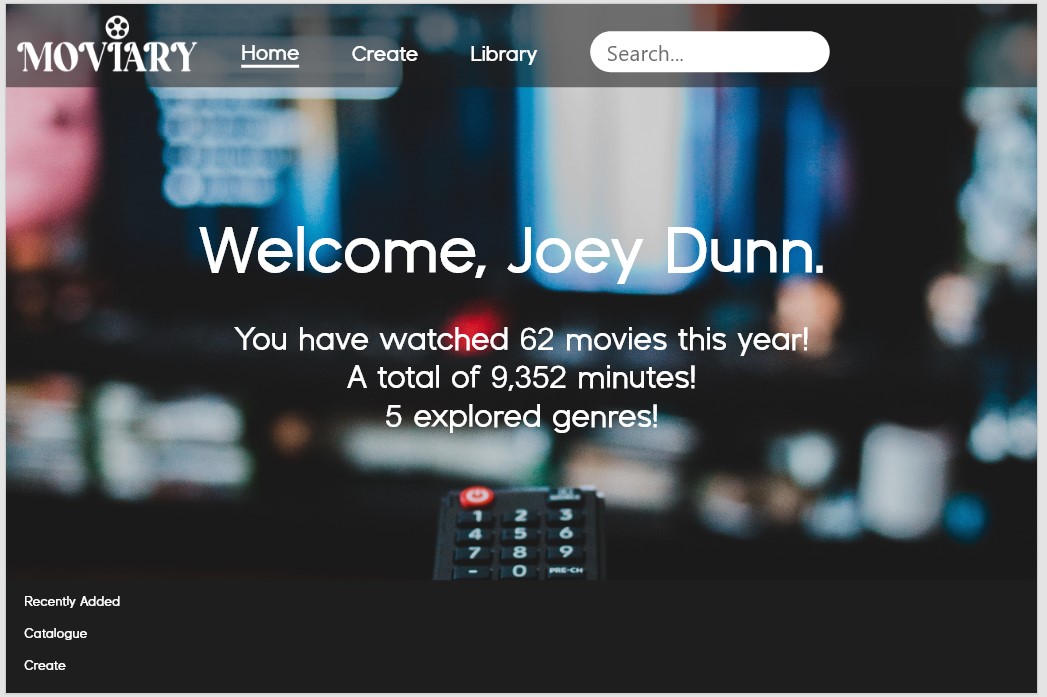 MOVIARY
Home Create Library Search...
Welcome, Joey Dunn.
You have watched 62 movies this year!
A total of 9,352 minutes!
5 explored genres!
1 2 3
4 5 6
7 8 9
- 0 PRE-CH
Recently Added
Catalogue
Create